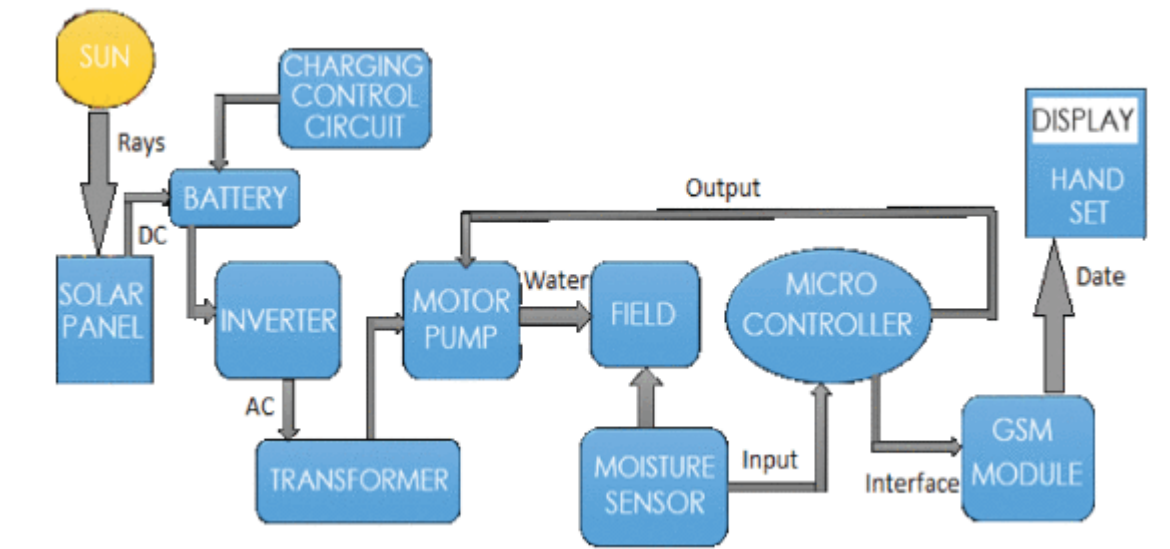 SUN
CHARGING
CONTROL
CIRCUIT
Rays
DISPLAY
HAND
SET
BATTERY
DC
Output
SOLAR
PANEL
INVERTER
MOTOR
PUMP
Water
FIELD
MICRO
CONTROLLER
Date
AC
TRANSFORMER
MOISTURE
SENSOR
Input
Interface
GSM
MODULE